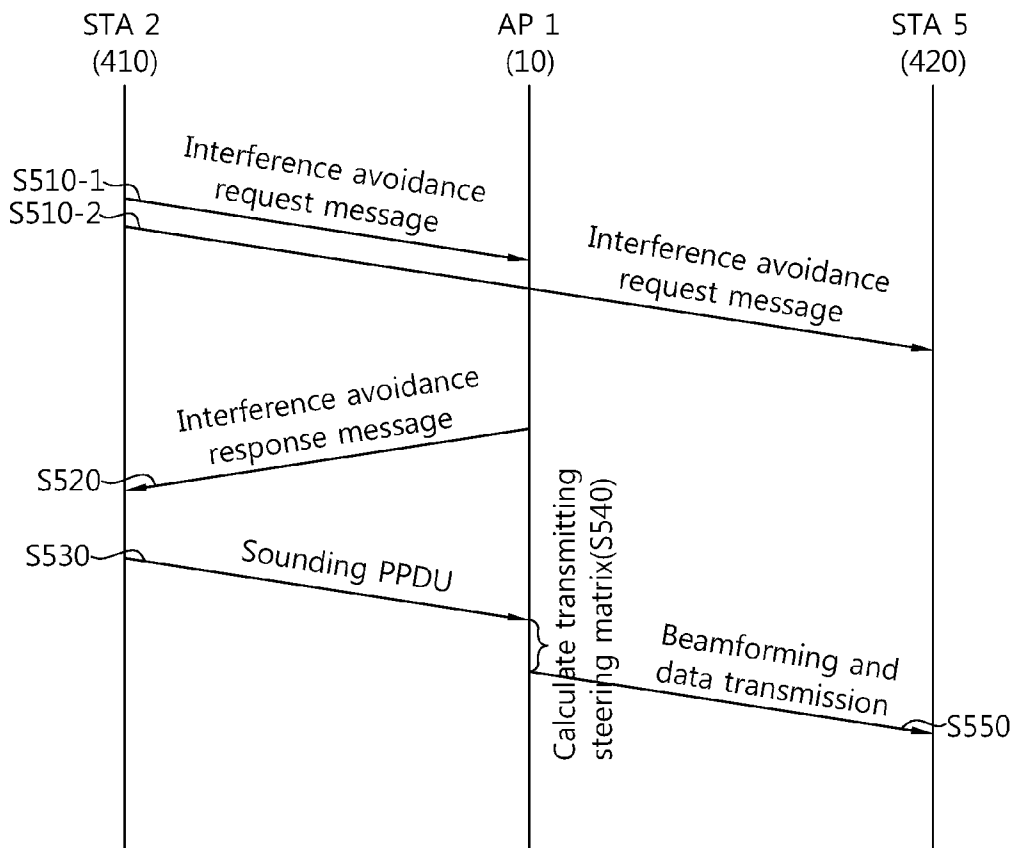 STA 2
(410)
AP 1
(10)
STA 5
(420)
S510-1
S510-2
Interference avoidance
request message
Interference avoidance
request message
Interference avoidance
response message
S520
S530
Sounding PPDU
Calculate transmitting
steering matrix(S540)
Beamforming and
data transmission
S550